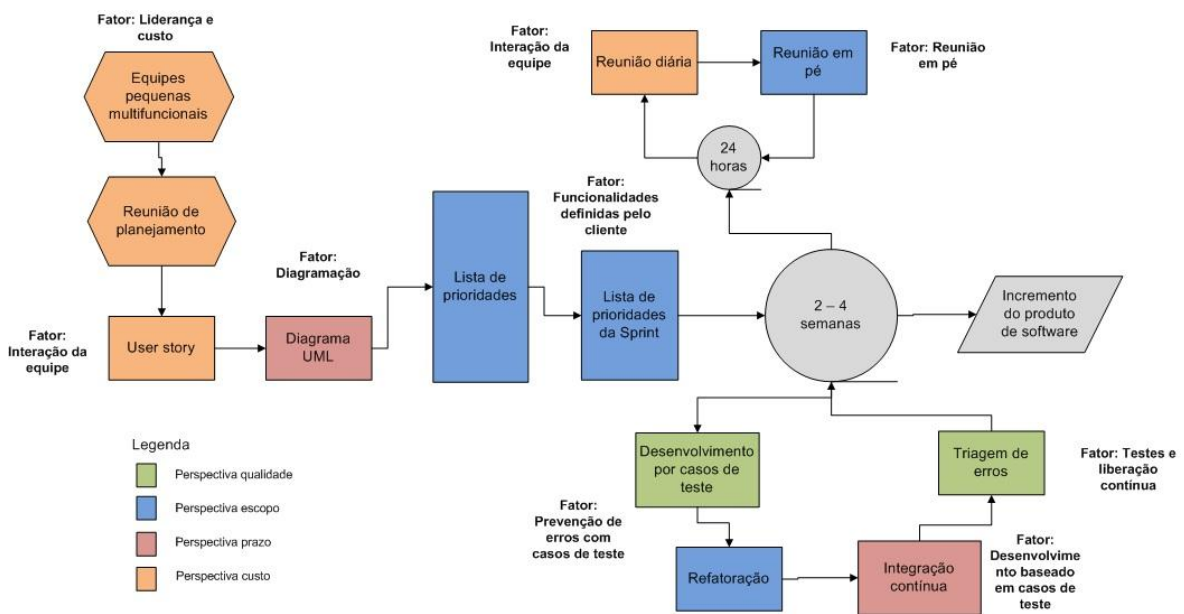 Fator: Liderança e
custo
Equipes
pequenas
multifuncionais
Reunião de
planejamento
Fator:
Interação da
equipe
User story
Fator:
Diagramação
Diagrama
UML
Lista de
prioridades
Fator:
Funcionalidades
definidas pelo
cliente
Lista de
prioridades
da Sprint
Fator:
Interação da
equipe
Reunião diária
Reunião em
pé
Fator: Reunião
em pé
24
horas
2 – 4
semanas
Incremento
do produto
de software
Desenvolvimento
por casos de
teste
Triagem de
erros
Fator: Testes e
liberação
contínua
Fator:
Prevenção de
erros com
casos de teste
Refatoração
Integração
contínua
Fator:
Desenvolvime
nto baseado
em casos de
teste
Legenda
Perspectiva qualidade
Perspectiva escopo
Perspectiva prazo
Perspectiva custo